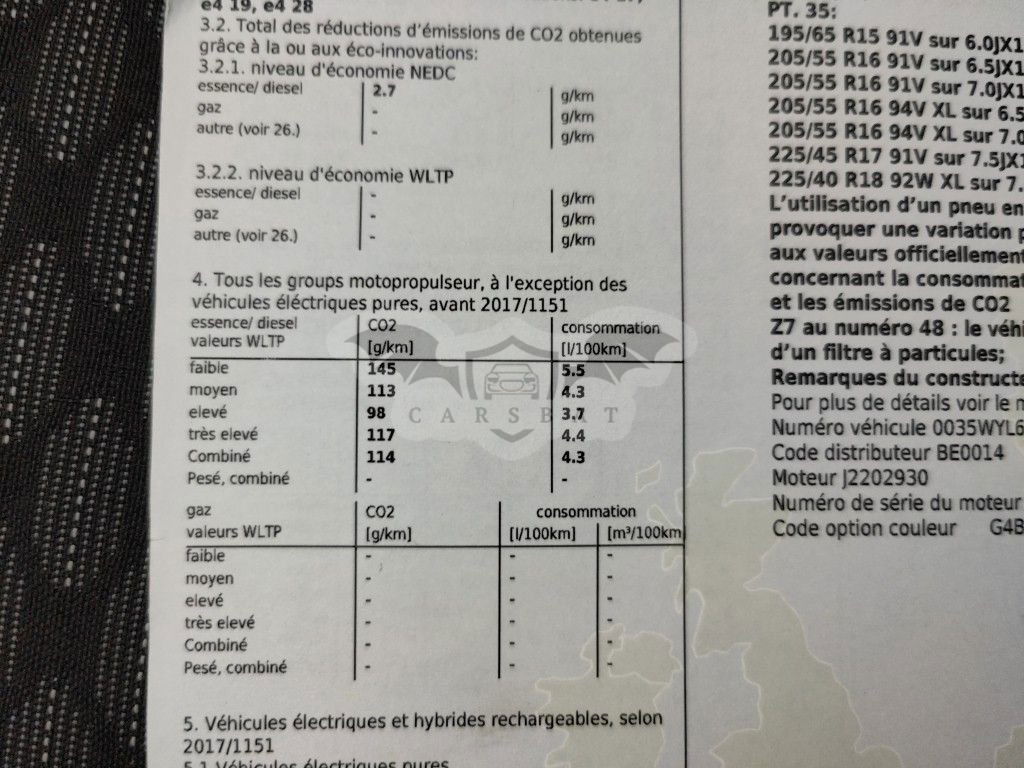 e4 19, e4 28
3.2. Total des réductions d'émissions de CO2 obtenues
grâce à la ou aux éco-innovations:
3.2.1. niveau d'économie NEDC
essence/ diesel 2.7 g/km
gaz - g/km
autre (voir 26.) - g/km
3.2.2. niveau d'économie WLTP
essence/ diesel - g/km
gaz - g/km
autre (voir 26.) - g/km
4. Tous les groups motopropulseur, à l'exception des
véhicules éléctriques pures, avant 2017/1151
essence/ diesel CO2 consommation
valeurs WLTP [g/km] [l/100km]
faible 145 5.5
moyen 113 4.3
elevé 98 3.7
très elevé 117 4.4
Combiné 114 4.3
Pesé, combiné - -
CARSBAT
gaz CO2 consommation
valeurs WLTP [g/km] [l/100km] [m³/100km]
faible - - -
moyen - - -
elevé - - -
très elevé - - -
Combiné - - -
Pesé, combiné - - -
5. Véhicules électriques et hybrides rechargeables, selon
2017/1151
5.1 Véhicules électriques pures
PT. 35:
195/65 R15 91V sur 6.0JX1
205/55 R16 91V sur 6.5JX1
205/55 R16 91V sur 7.0JX1
205/55 R16 94V XL sur 6.5
205/55 R16 94V XL sur 7.0
225/45 R17 91V sur 7.5JX1
225/40 R18 92W XL sur 7.
L'utilisation d'un pneu en
provoquer une variation
aux valeurs officiellement
concernant la consommat
et les émissions de CO2
Z7 au numéro 48 : le véhi
d'un filtre à particules;
Remarques du constructe
Pour plus de détails voir le m
Numéro véhicule 0035WYL6
Code distributeur BE0014
Moteur J2202930
Numéro de série du moteur
Code option couleur G4B